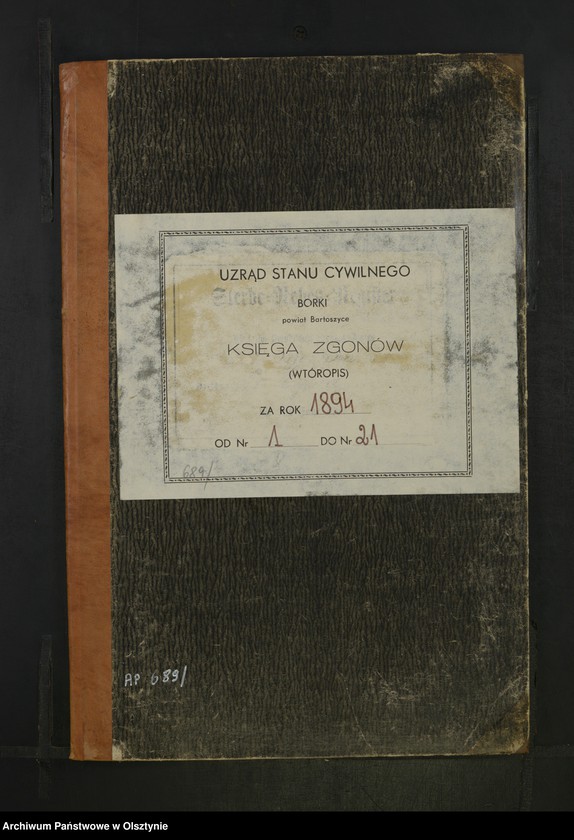 UZRĄD STANU CYWILNEGO
BORKI
powiat Bartoszyce
KSIĘGA ZGONÓW
(WTÓROPIS)
ZA ROK 1894
OD Nr 1 DO Nr 21
689/
AP 689/
Archiwum Państwowe w Olsztynie